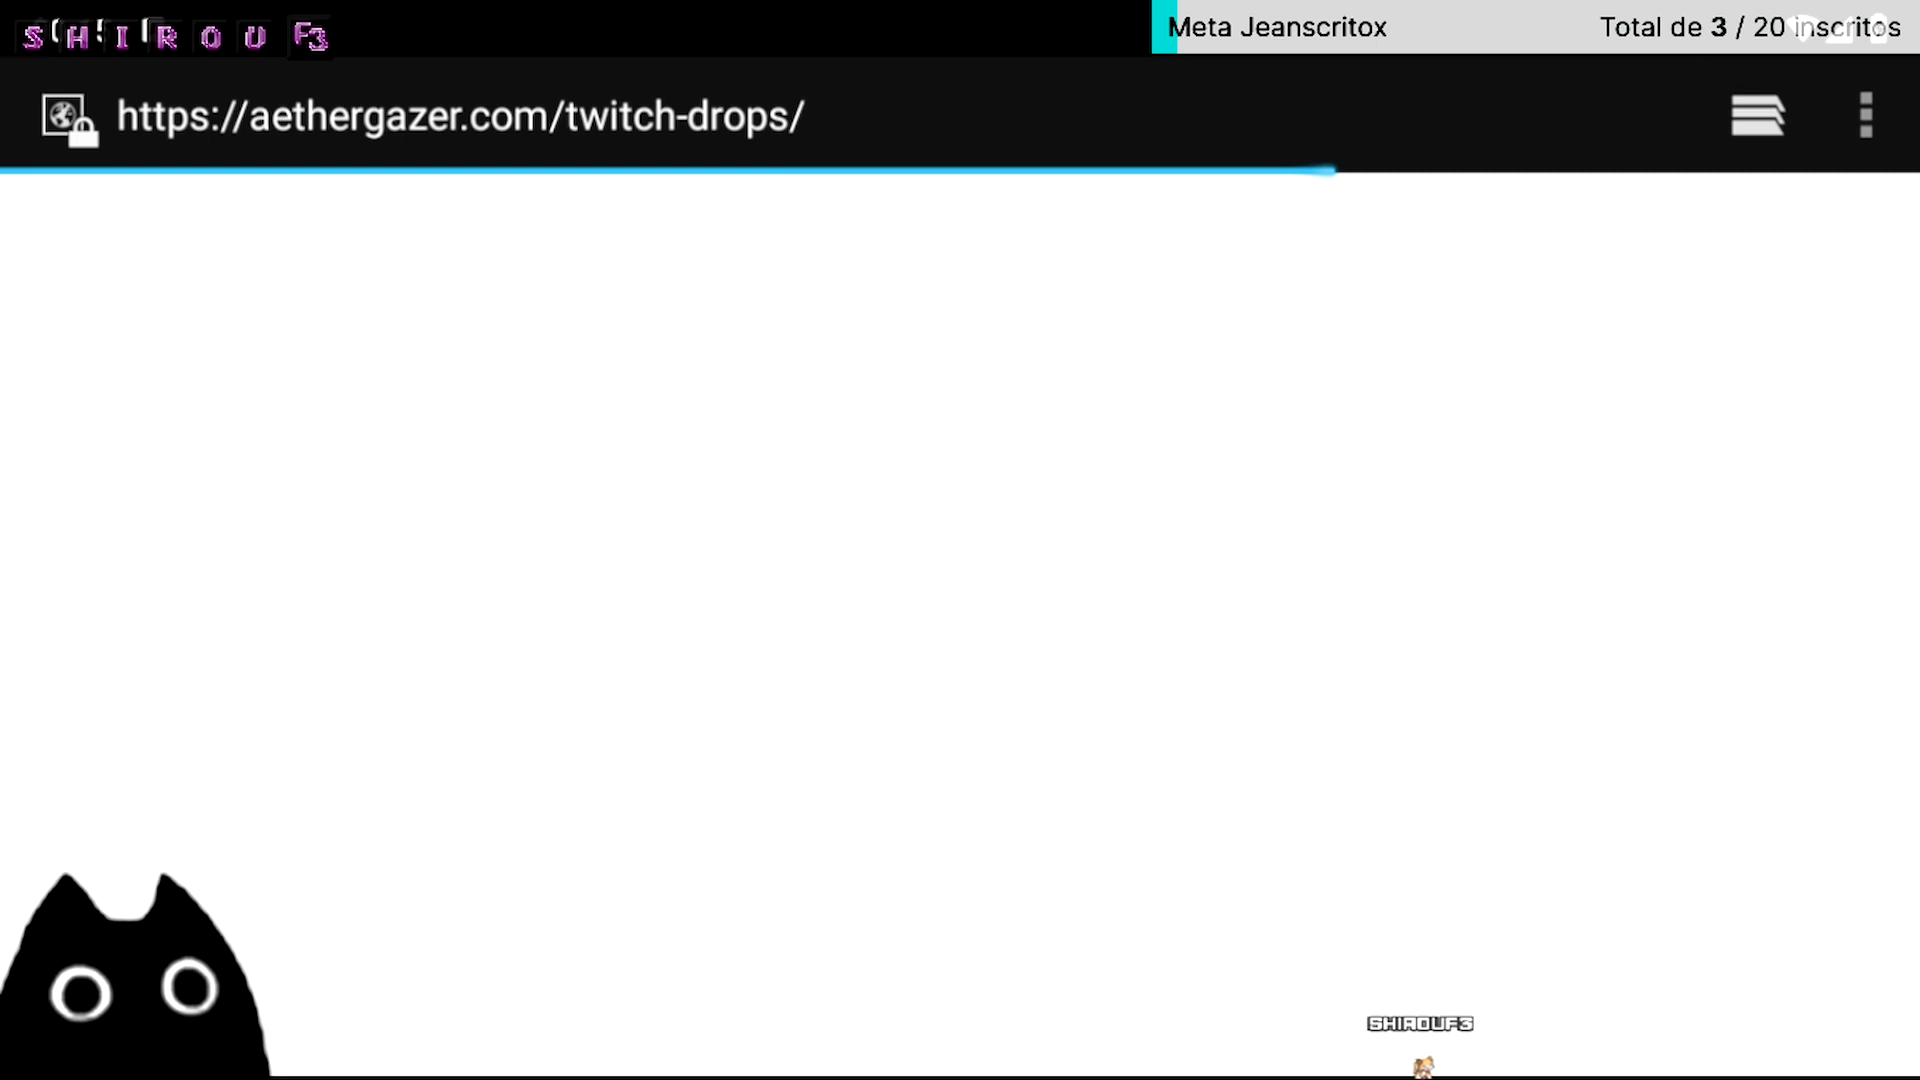 SHIROU F3
Meta Jeanscritox
Total de 3 / 20 inscritos
https://aethergazer.com/twitch-drops/
SHIROUF3